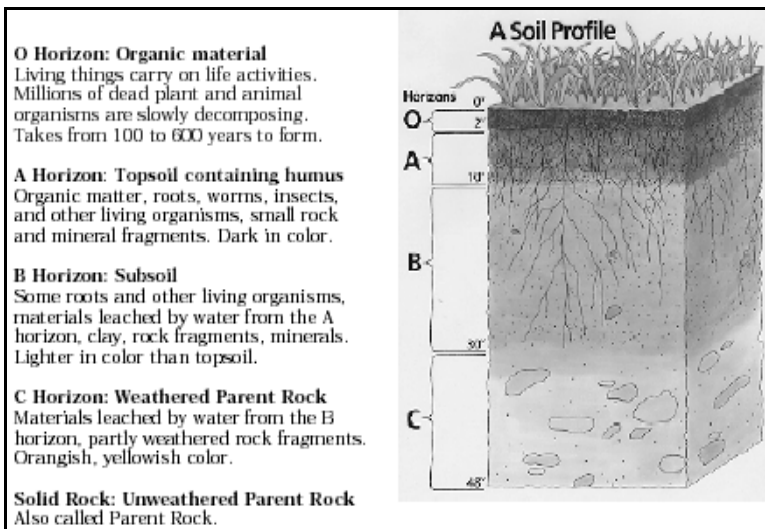 O Horizon: Organic material
Living things carry on life activities.
Millions of dead plant and animal
organisms are slowly decomposing.
Takes from 100 to 600 years to form.
A Horizon: Topsoil containing humus
Organic matter, roots, worms, insects,
and other living organisms, small rock
and mineral fragments. Dark in color.
B Horizon: Subsoil
Some roots and other living organisms,
materials leached by water from the A
horizon, clay, rock fragments, minerals.
Lighter in color than topsoil.
C Horizon: Weathered Parent Rock
Materials leached by water from the B
horizon, partly weathered rock fragments.
Orangish, yellowish color.
Solid Rock: Unweathered Parent Rock
Also called Parent Rock.
A Soil Profile
Horizons
0"
O
2"
A
10"
B
30"
C
48"